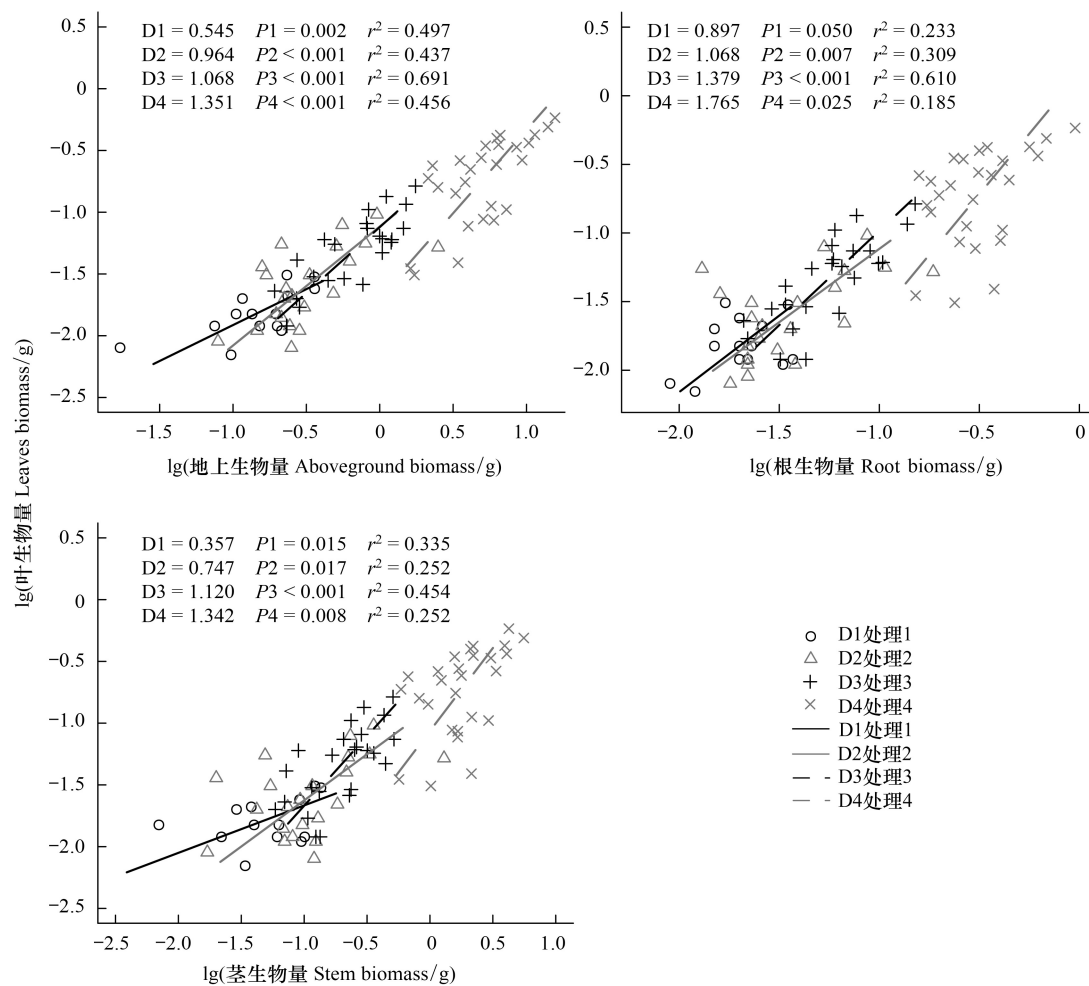 D1 = 0.545 P1 = 0.002 r² = 0.497
D2 = 0.964 P2 < 0.001 r² = 0.437
D3 = 1.068 P3 < 0.001 r² = 0.691
D4 = 1.351 P4 < 0.001 r² = 0.456
0.5
0
−0.5
−1.0
−1.5
−2.0
−2.5
−1.5 −1.0 −0.5 0 0.5 1.0
lg(地上生物量 Aboveground biomass/g)
D1 = 0.897 P1 = 0.050 r² = 0.233
D2 = 1.068 P2 = 0.007 r² = 0.309
D3 = 1.379 P3 < 0.001 r² = 0.610
D4 = 1.765 P4 = 0.025 r² = 0.185
0.5
0
−0.5
−1.0
−1.5
−2.0
−2.0 −1.5 −1.0 −0.5 0
lg(根生物量 Root biomass/g)
lg(叶生物量 Leaves biomass/g)
D1 = 0.357 P1 = 0.015 r² = 0.335
D2 = 0.747 P2 = 0.017 r² = 0.252
D3 = 1.120 P3 < 0.001 r² = 0.454
D4 = 1.342 P4 = 0.008 r² = 0.252
0.5
0
−0.5
−1.0
−1.5
−2.0
−2.5
−2.5 −2.0 −1.5 −1.0 −0.5 0 0.5 1.0
lg(茎生物量 Stem biomass/g)
D1处理1
D2处理2
D3处理3
D4处理4
D1处理1
D2处理2
D3处理3
D4处理4